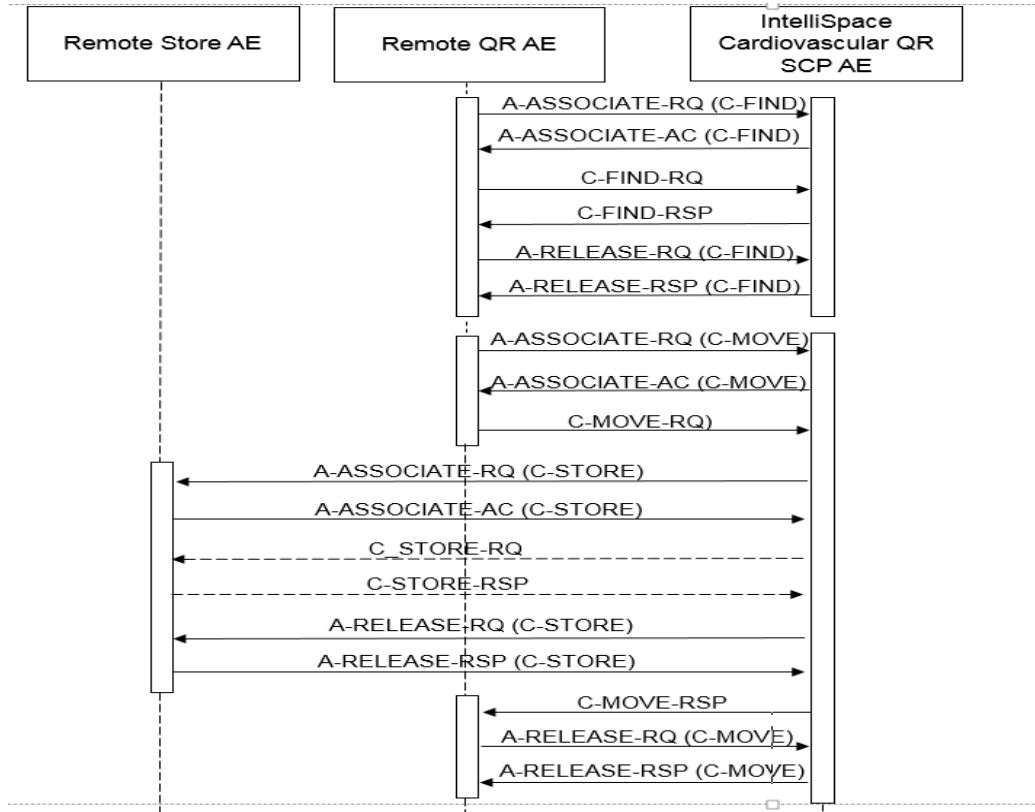 Remote Store AE
Remote QR AE
IntelliSpace
Cardiovascular QR
SCP AE
A-ASSOCIATE-RQ (C-FIND)
A-ASSOCIATE-AC (C-FIND)
C-FIND-RQ
C-FIND-RSP
A-RELEASE-RQ (C-FIND)
A-RELEASE-RSP (C-FIND)
A-ASSOCIATE-RQ (C-MOVE)
A-ASSOCIATE-AC (C-MOVE)
C-MOVE-RQ)
A-ASSOCIATE-RQ (C-STORE)
A-ASSOCIATE-AC (C-STORE)
C_STORE-RQ
C-STORE-RSP
A-RELEASE-RQ (C-STORE)
A-RELEASE-RSP (C-STORE)
C-MOVE-RSP
A-RELEASE-RQ (C-MOVE)
A-RELEASE-RSP (C-MOVE)